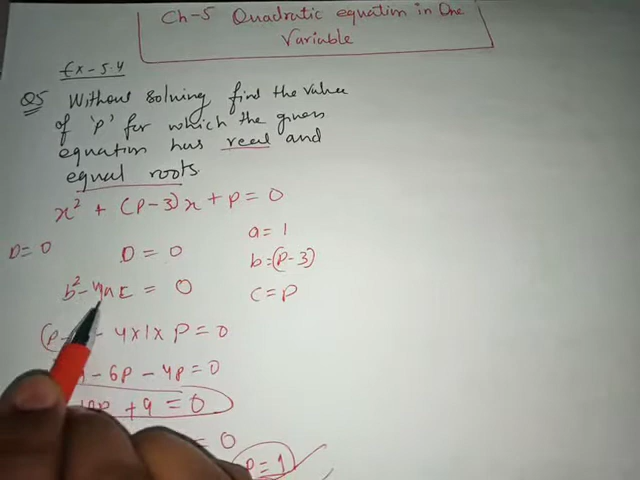 Ch-5 Quadratic equation in One
Variable
Ex-5.4
Q5 Without solving, find the value
of 'p' for which the given
equation has real and
equal roots
x² + (P-3)x + P = 0
D=0 D = 0 a = 1
b²-4ac = 0 b=(P-3)
c = P
- 4x1x P = 0
- 6P - 4P = 0
+ 9 = 0
= 0
P=1